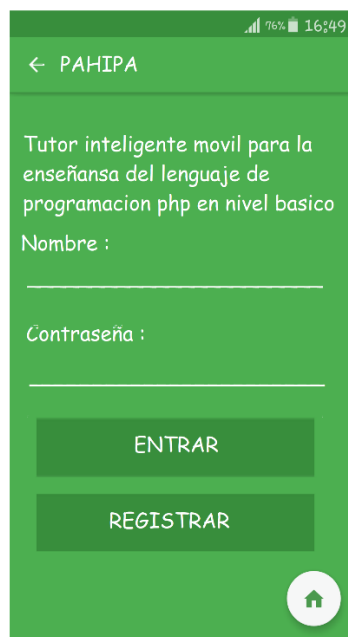 76% 16:49
← PAHIPA
Tutor inteligente movil para la
enseñansa del lenguaje de
programacion php en nivel basico
Nombre :
Contraseña :
ENTRAR
REGISTRAR